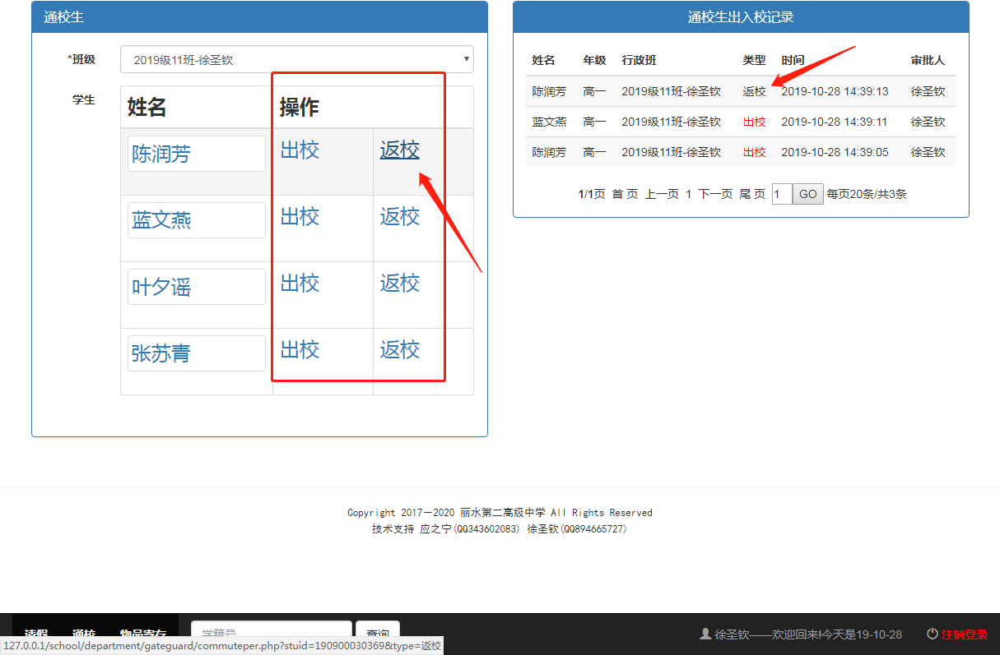 通校生
*班级
2019级11班-徐圣钦
学生
姓名 操作
陈润芳 出校 返校
蓝文燕 出校 返校
叶夕谣 出校 返校
张苏青 出校 返校
通校生出入校记录
姓名 年级 行政班 类型 时间 审批人
陈润芳 高一 2019级11班-徐圣钦 返校 2019-10-28 14:39:13 徐圣钦
蓝文燕 高一 2019级11班-徐圣钦 出校 2019-10-28 14:39:11 徐圣钦
陈润芳 高一 2019级11班-徐圣钦 出校 2019-10-28 14:39:05 徐圣钦
1/1页 首 页 上一页 1 下一页 尾 页 1 GO 每页20条/共3条
Copyright 2017—2020 丽水第二高级中学 All Rights Reserved
技术支持 应之宁(QQ343602083) 徐圣钦(QQ894665727)
请假 通校 物品寄存 学籍号 查询 徐圣钦——欢迎回来!今天是19-10-28 注销登录
127.0.0.1/school/department/gateguard/commuteper.php?stuid=190900030369&type=返校